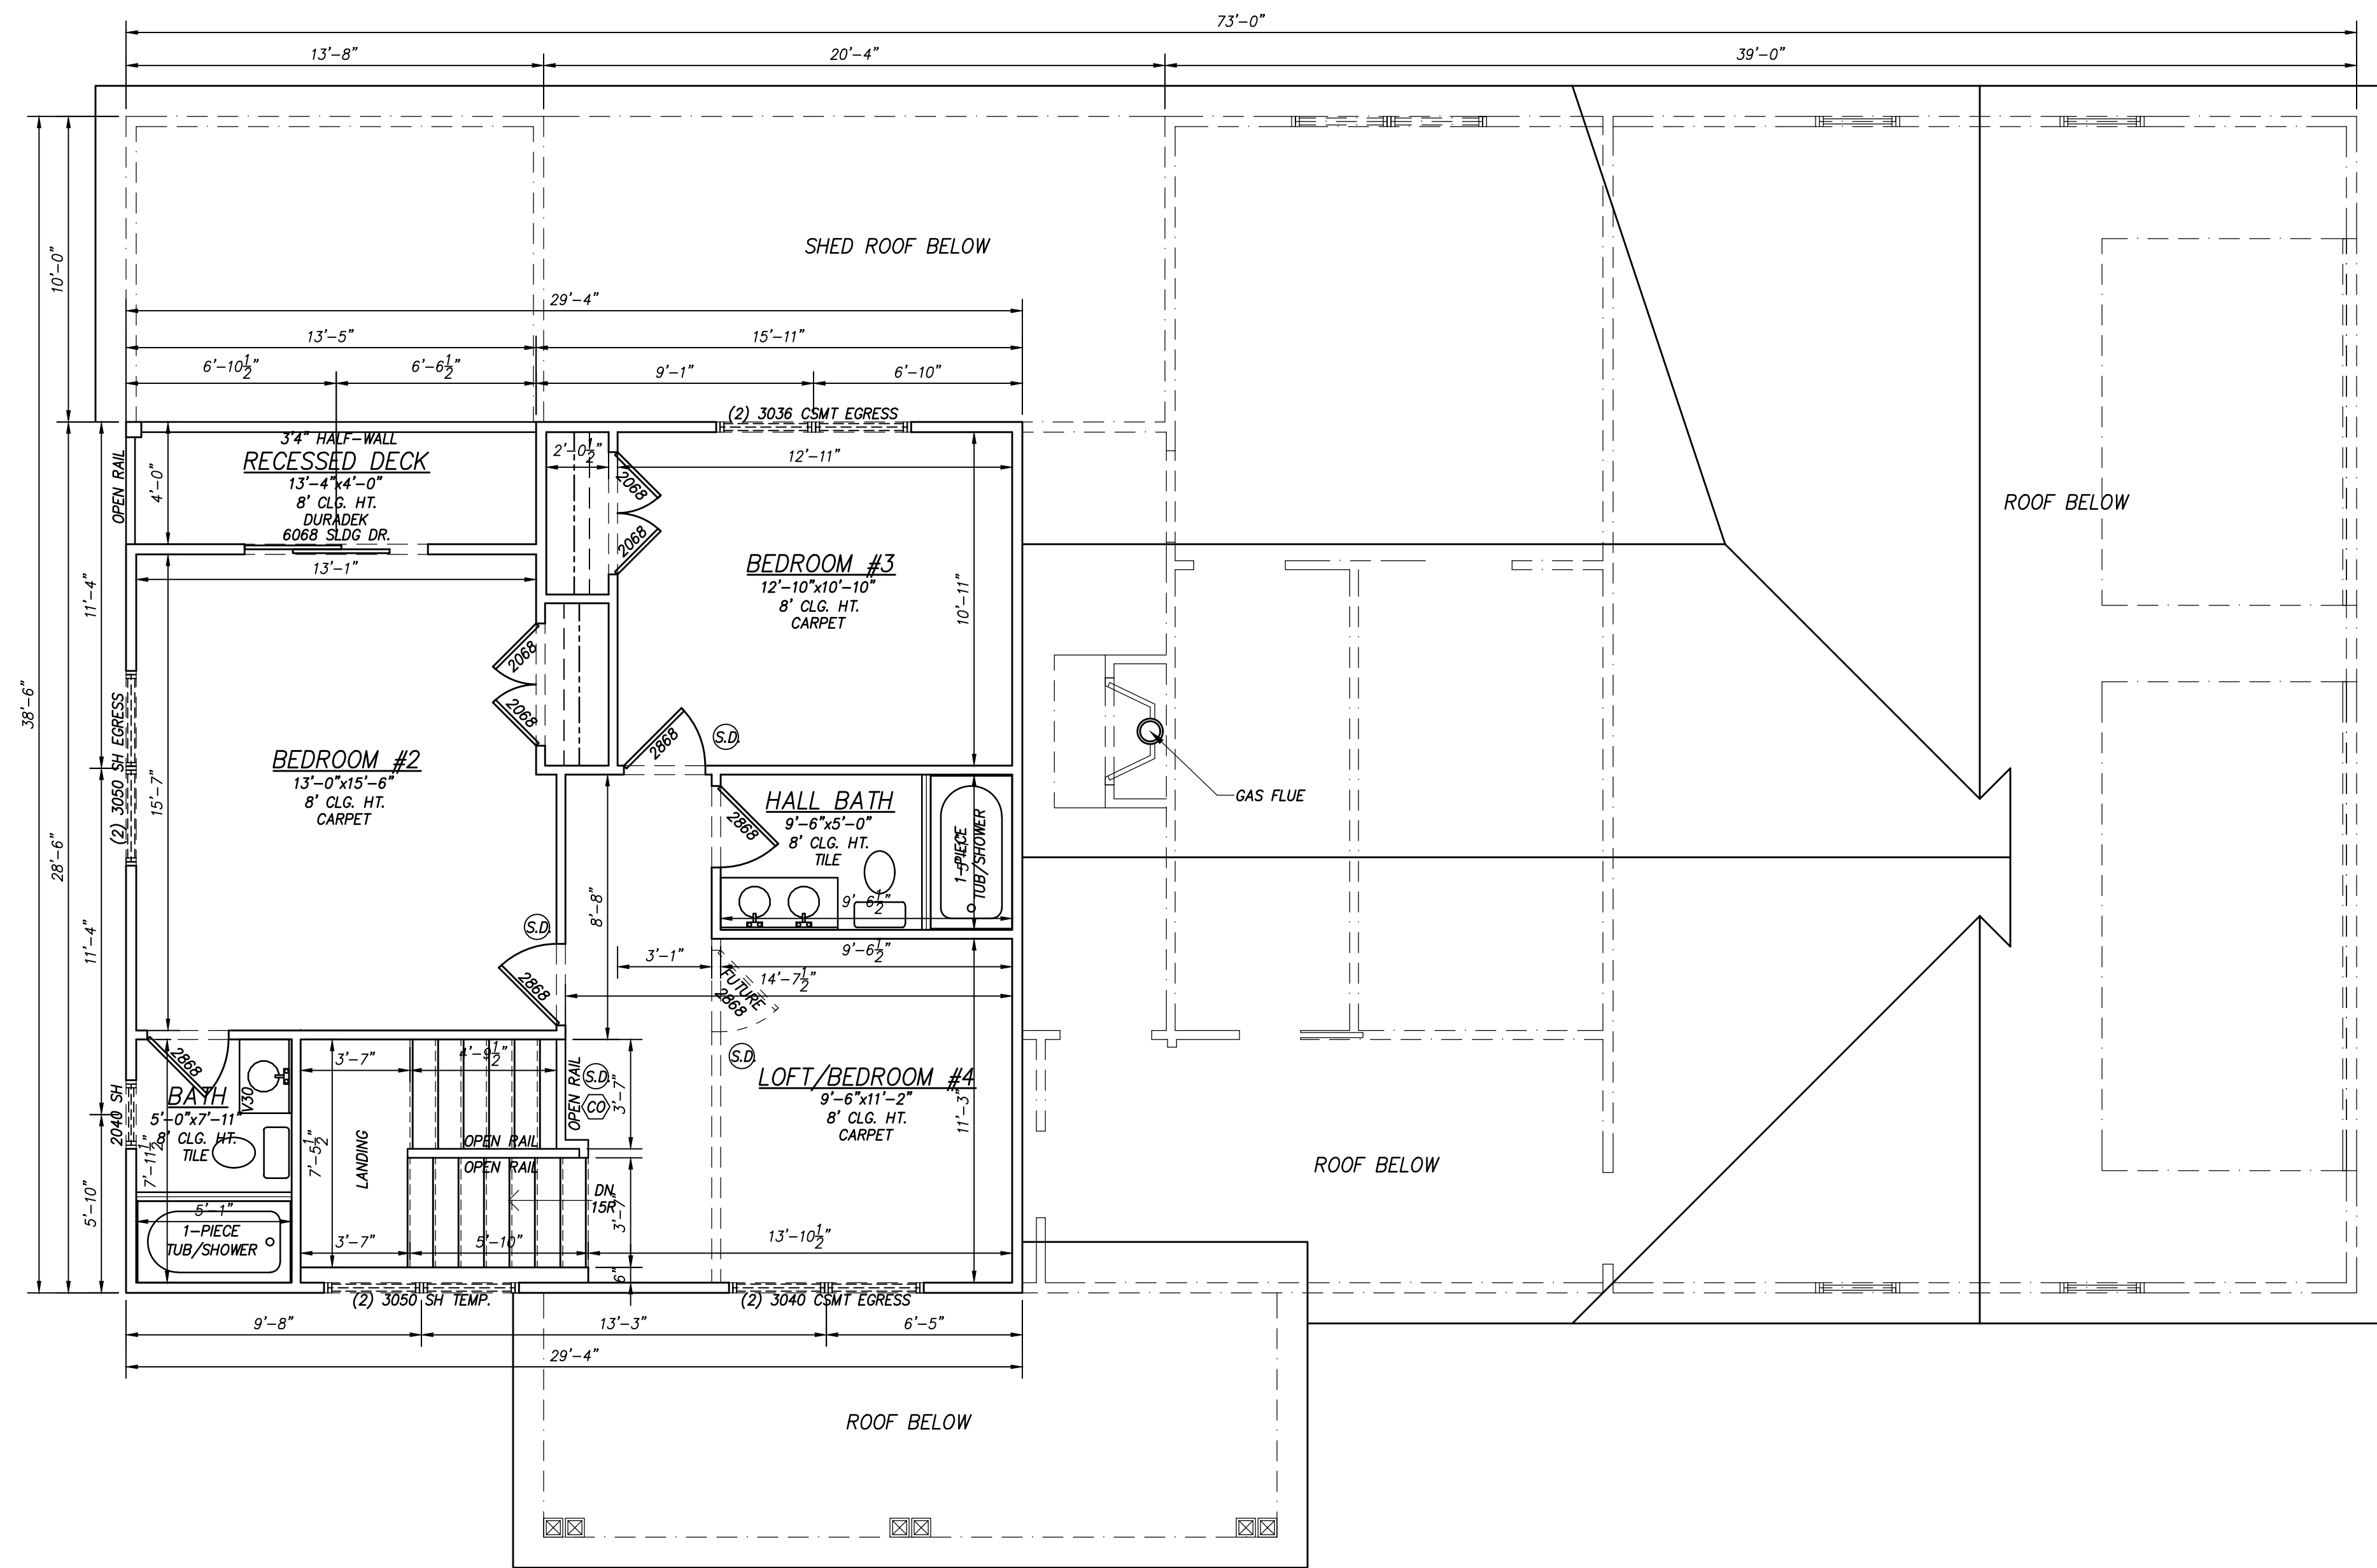 73'-0"
13'-8"
20'-4"
39'-0"
10'-0"
SHED ROOF BELOW
29'-4"
13'-5"
15'-11"
6'-10 1/2"
6'-6 1/2"
9'-1"
6'-10"
(2) 3036 CSMT EGRESS
OPEN RAIL
3'4" HALF-WALL
RECESSED DECK
13'-4"x4'-0"
8' CLG. HT.
DURADEK
6068 SLDG DR.
4'-0"
2'-0 1/2"
12'-11"
2068
2068
ROOF BELOW
13'-1"
BEDROOM #3
12'-10"x10'-10"
8' CLG. HT.
CARPET
10'-11"
11'-4"
38'-6"
28'-6"
2068
2068
(2) 3050 SH EGRESS
BEDROOM #2
13'-0"x15'-6"
8' CLG. HT.
CARPET
15'-7"
2868
S.D.
GAS FLUE
HALL BATH
9'-6"x5'-0"
8' CLG. HT.
TILE
2868
1-PIECE
TUB/SHOWER
9'-6 1/2"
8'-8"
S.D.
11'-4"
2868
3'-1"
9'-6 1/2"
14'-7 1/2"
FUTURE
2868
S.D.
2868
3'-7"
4'-9 1/2"
OPEN RAIL
S.D.
CO
3'-7"
LOFT/BEDROOM #4
9'-6"x11'-2"
8' CLG. HT.
CARPET
11'-3"
2040 SH
BATH
5'-0"x7'-11"
8' CLG. HT.
TILE
V30
7'-11 1/2"
7'-5 1/2"
LANDING
OPEN RAIL
OPEN RAIL
DN.
15R
3'-7"
ROOF BELOW
5'-10"
5'-1"
1-PIECE
TUB/SHOWER
3'-7"
5'-10"
13'-10 1/2"
6"
(2) 3050 SH TEMP.
(2) 3040 CSMT EGRESS
9'-8"
13'-3"
6'-5"
29'-4"
ROOF BELOW